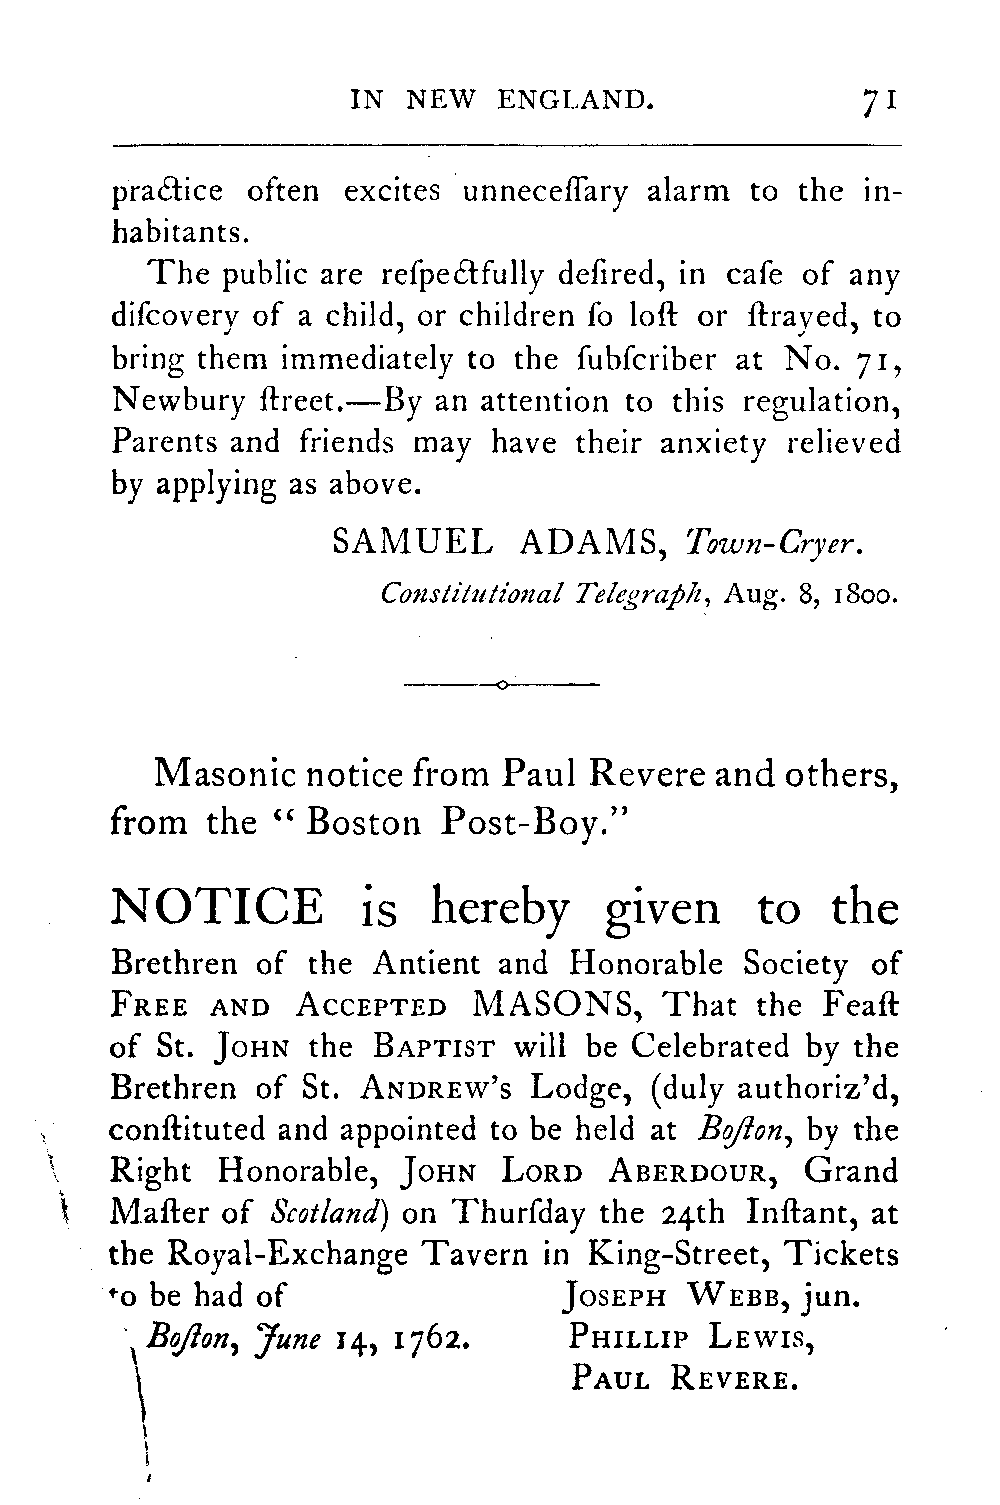 IN NEW ENGLAND. 71
practice often excites unneceſſary alarm to the in-
habitants.
The public are reſpectfully deſired, in caſe of any
diſcovery of a child, or children ſo loſt or ſtrayed, to
bring them immediately to the ſubſcriber at No. 71,
Newbury ſtreet.—By an attention to this regulation,
Parents and friends may have their anxiety relieved
by applying as above.
SAMUEL ADAMS, Town-Cryer.
Constitutional Telegraph, Aug. 8, 1800.
Masonic notice from Paul Revere and others,
from the “ Boston Post-Boy.”
NOTICE is hereby given to the
Brethren of the Antient and Honorable Society of
FREE AND ACCEPTED MASONS, That the Feaſt
of St. JOHN the BAPTIST will be Celebrated by the
Brethren of St. ANDREW’s Lodge, (duly authoriz’d,
conſtituted and appointed to be held at Boſton, by the
Right Honorable, JOHN LORD ABERDOUR, Grand
Maſter of Scotland) on Thurſday the 24th Inſtant, at
the Royal-Exchange Tavern in King-Street, Tickets
to be had of JOSEPH WEBB, jun.
Boſton, June 14, 1762. PHILLIP LEWIS,
PAUL REVERE.